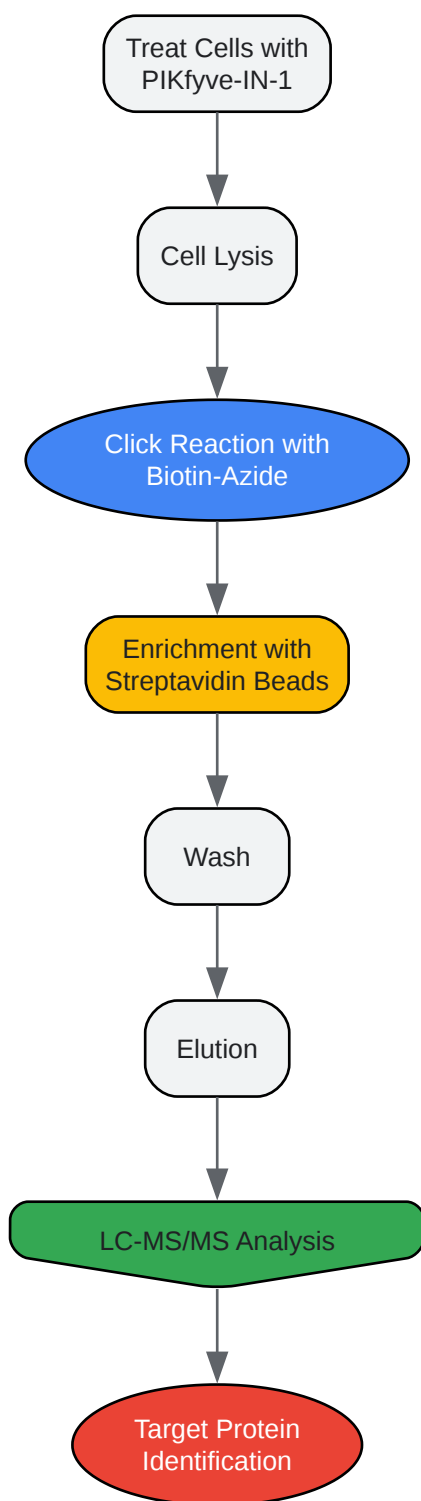 Treat Cells with
PIKfyve-IN-1
Cell Lysis
Click Reaction with
Biotin-Azide
Enrichment with
Streptavidin Beads
Wash
Elution
LC-MS/MS Analysis
Target Protein
Identification